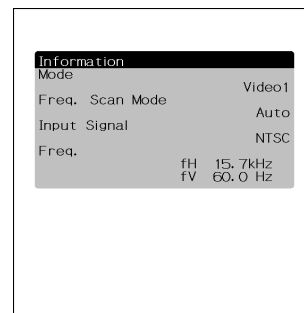 Information
Mode
Video1
Freq. Scan Mode
Auto
Input Signal
NTSC
Freq.
fH 15.7kHz
fV 60.0 Hz